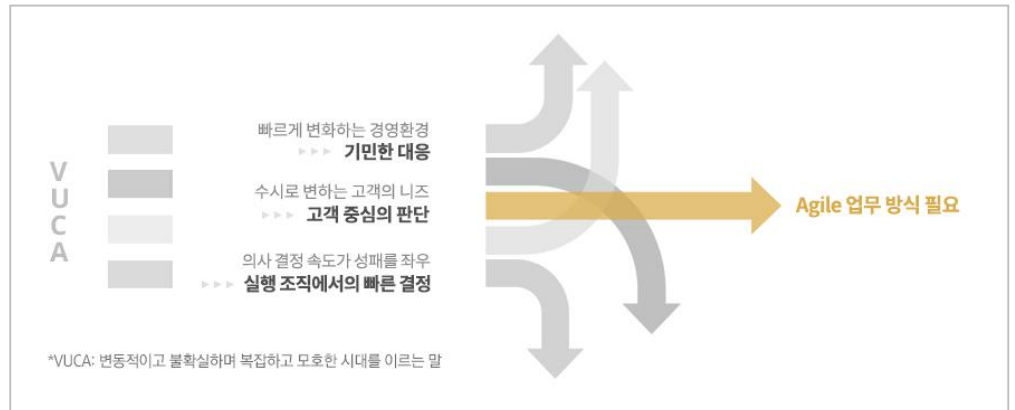 VUCA
빠르게 변화하는 경영환경
▶▶▶ 기민한 대응
수시로 변하는 고객의 니즈
▶▶▶ 고객 중심의 판단
의사 결정 속도가 성패를 좌우
▶▶▶ 실행 조직에서의 빠른 결정
Agile 업무 방식 필요
*VUCA: 변동적이고 불확실하며 복잡하고 모호한 시대를 이르는 말